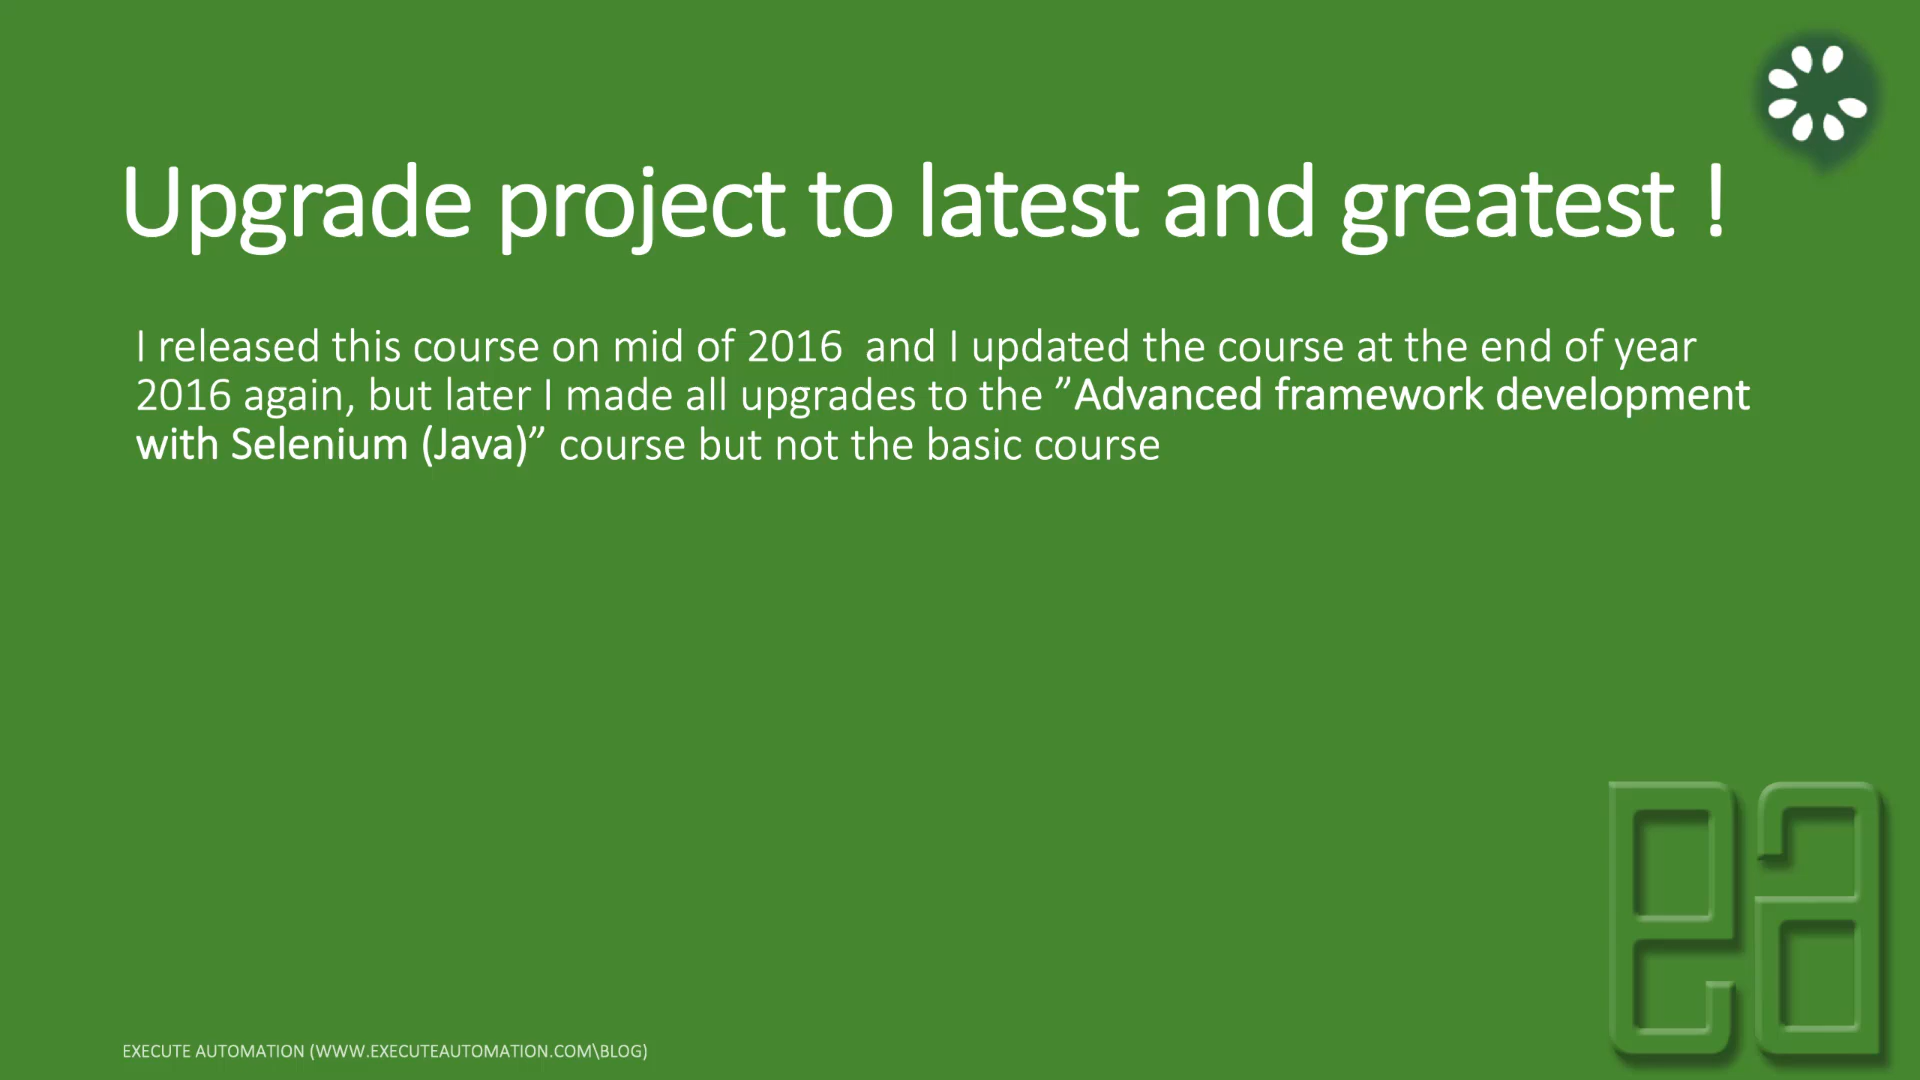 Upgrade project to latest and greatest !
I released this course on mid of 2016  and I updated the course at the end of year
2016 again, but later I made all upgrades to the ”Advanced framework development
with Selenium (Java)” course but not the basic course
EXECUTE AUTOMATION (WWW.EXECUTEAUTOMATION.COM\BLOG)
ea